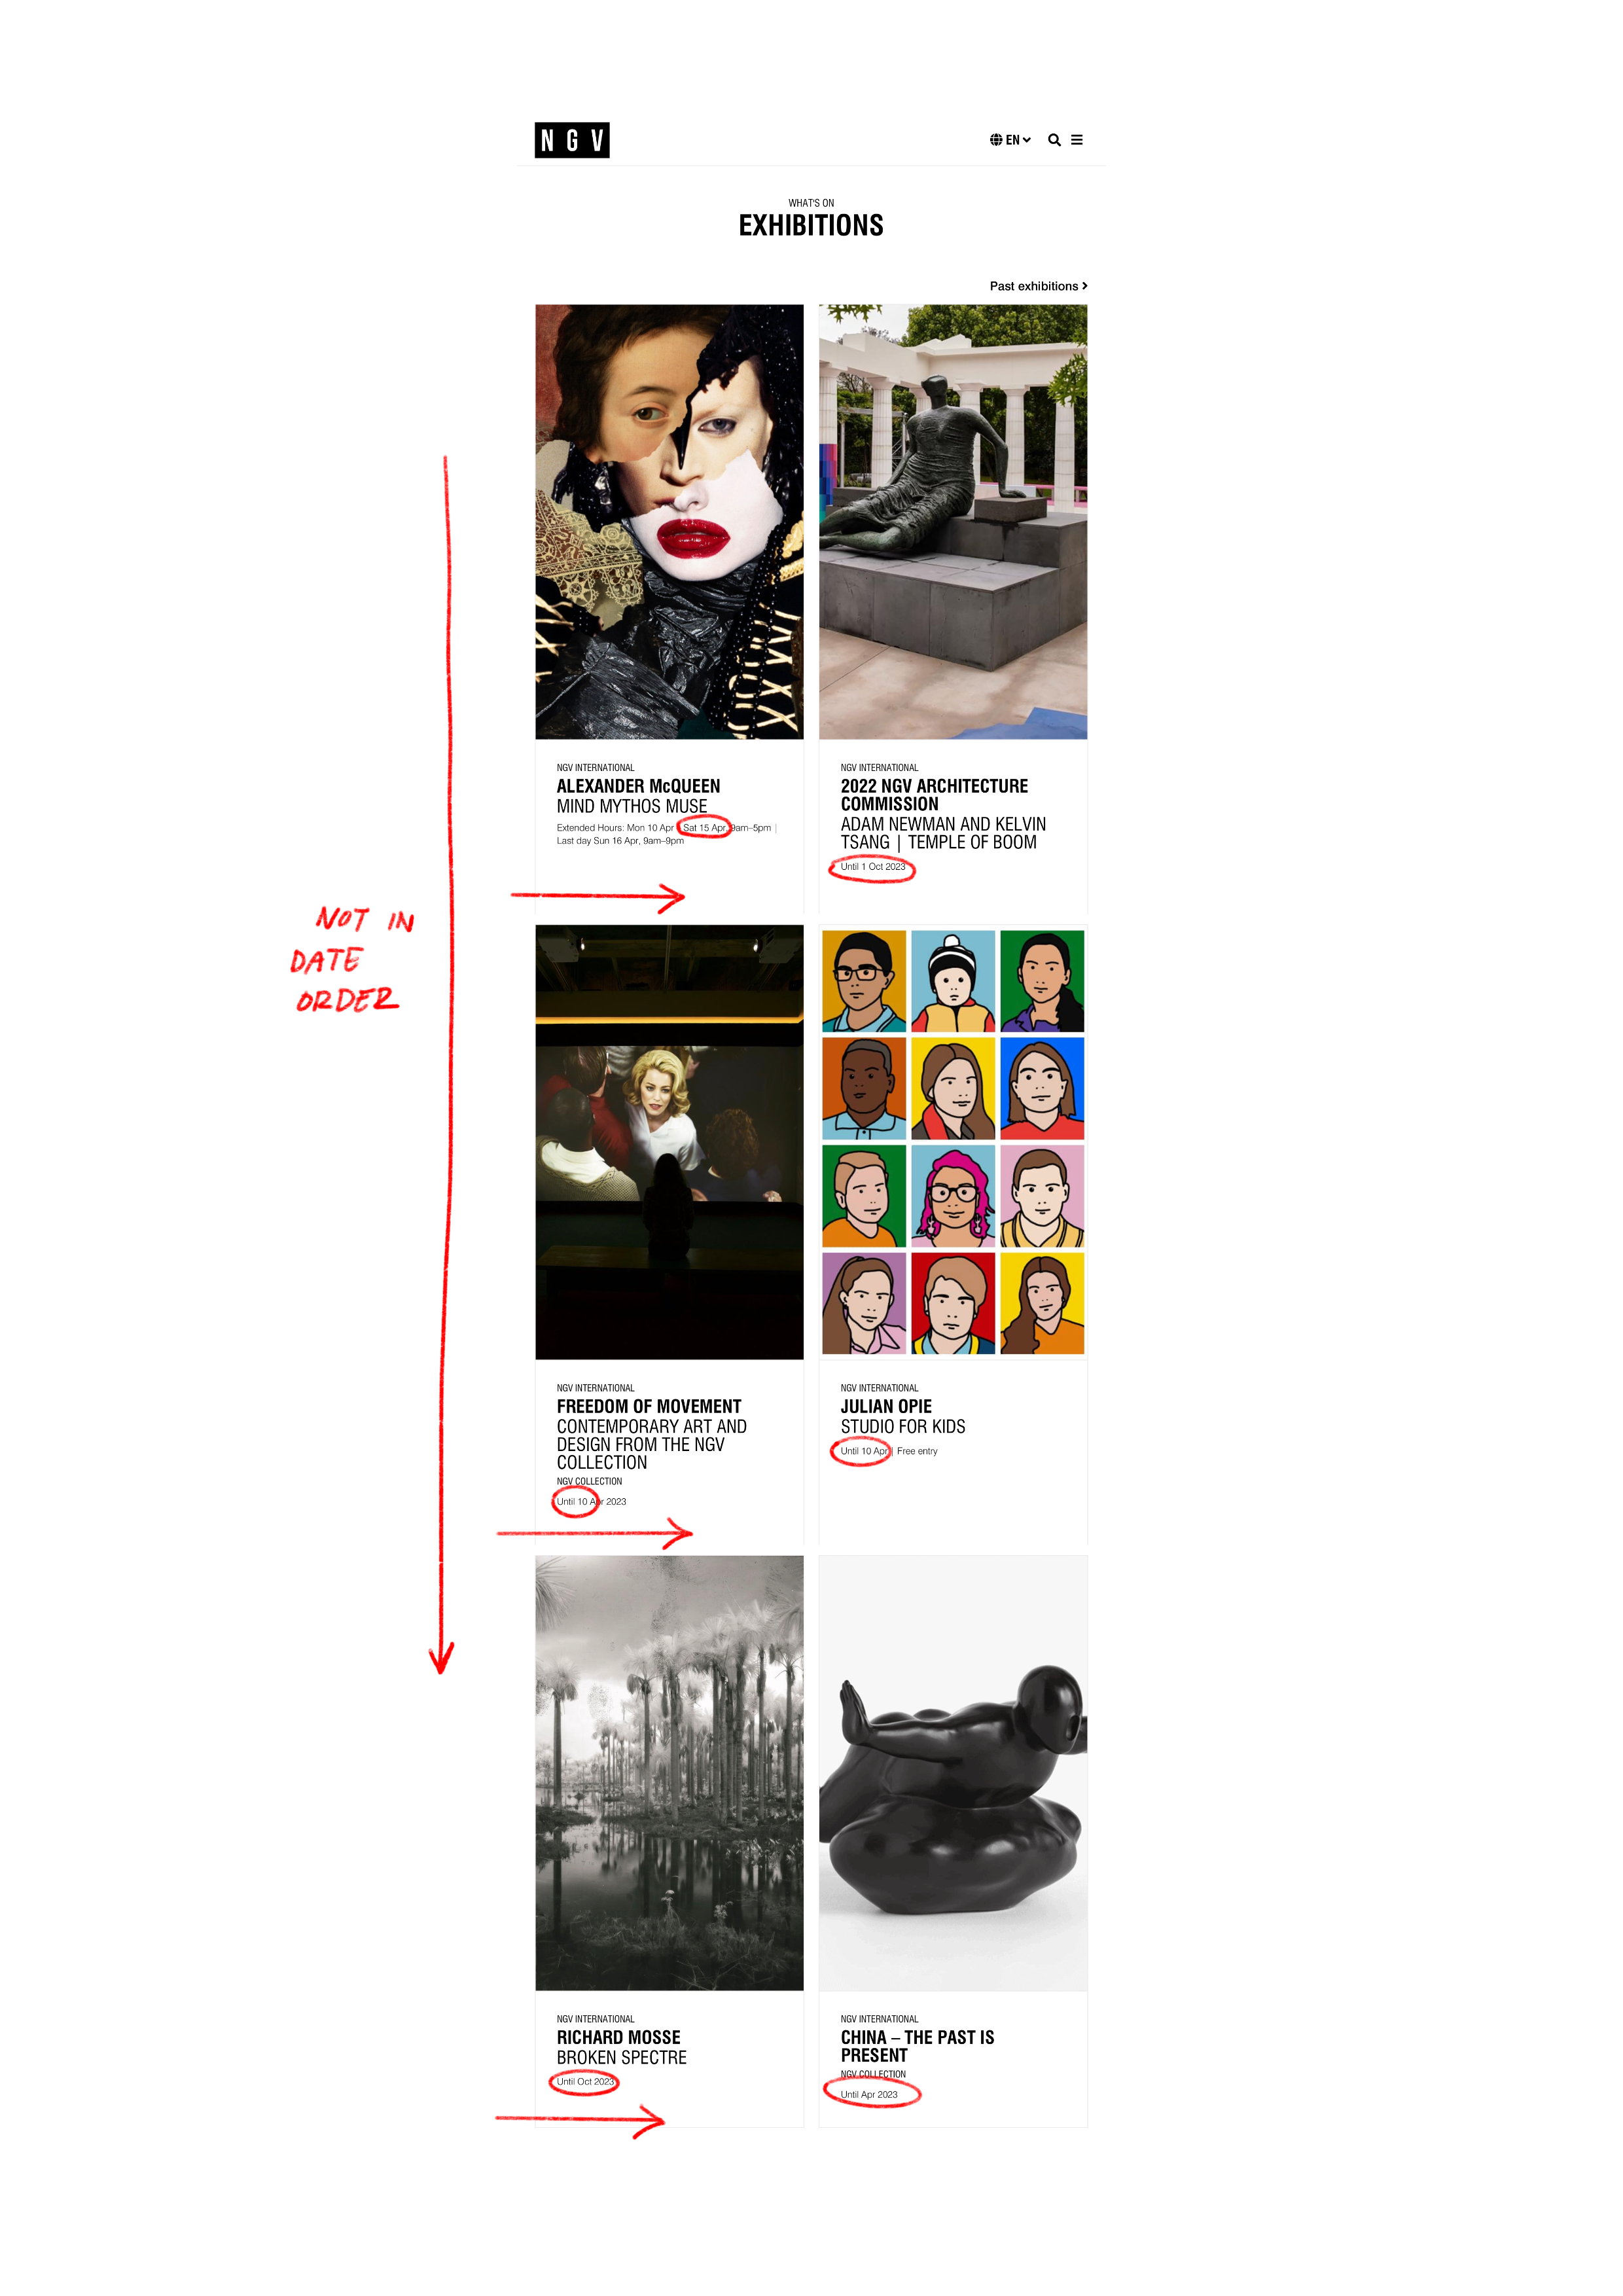 NGV
EN
WHAT'S ON
EXHIBITIONS
Past exhibitions
NGV INTERNATIONAL
ALEXANDER McQUEEN
MIND MYTHOS MUSE
Extended Hours: Mon 10 Apr – Sat 15 Apr, 9am–5pm |
Last day Sun 16 Apr, 9am–9pm
NGV INTERNATIONAL
2022 NGV ARCHITECTURE
COMMISSION
ADAM NEWMAN AND KELVIN
TSANG | TEMPLE OF BOOM
Until 1 Oct 2023
NOT IN
DATE
ORDER
NGV INTERNATIONAL
FREEDOM OF MOVEMENT
CONTEMPORARY ART AND
DESIGN FROM THE NGV
COLLECTION
NGV COLLECTION
Until 10 Apr 2023
NGV INTERNATIONAL
JULIAN OPIE
STUDIO FOR KIDS
Until 10 Apr | Free entry
NGV INTERNATIONAL
RICHARD MOSSE
BROKEN SPECTRE
Until Oct 2023
NGV INTERNATIONAL
CHINA – THE PAST IS
PRESENT
NGV COLLECTION
Until Apr 2023